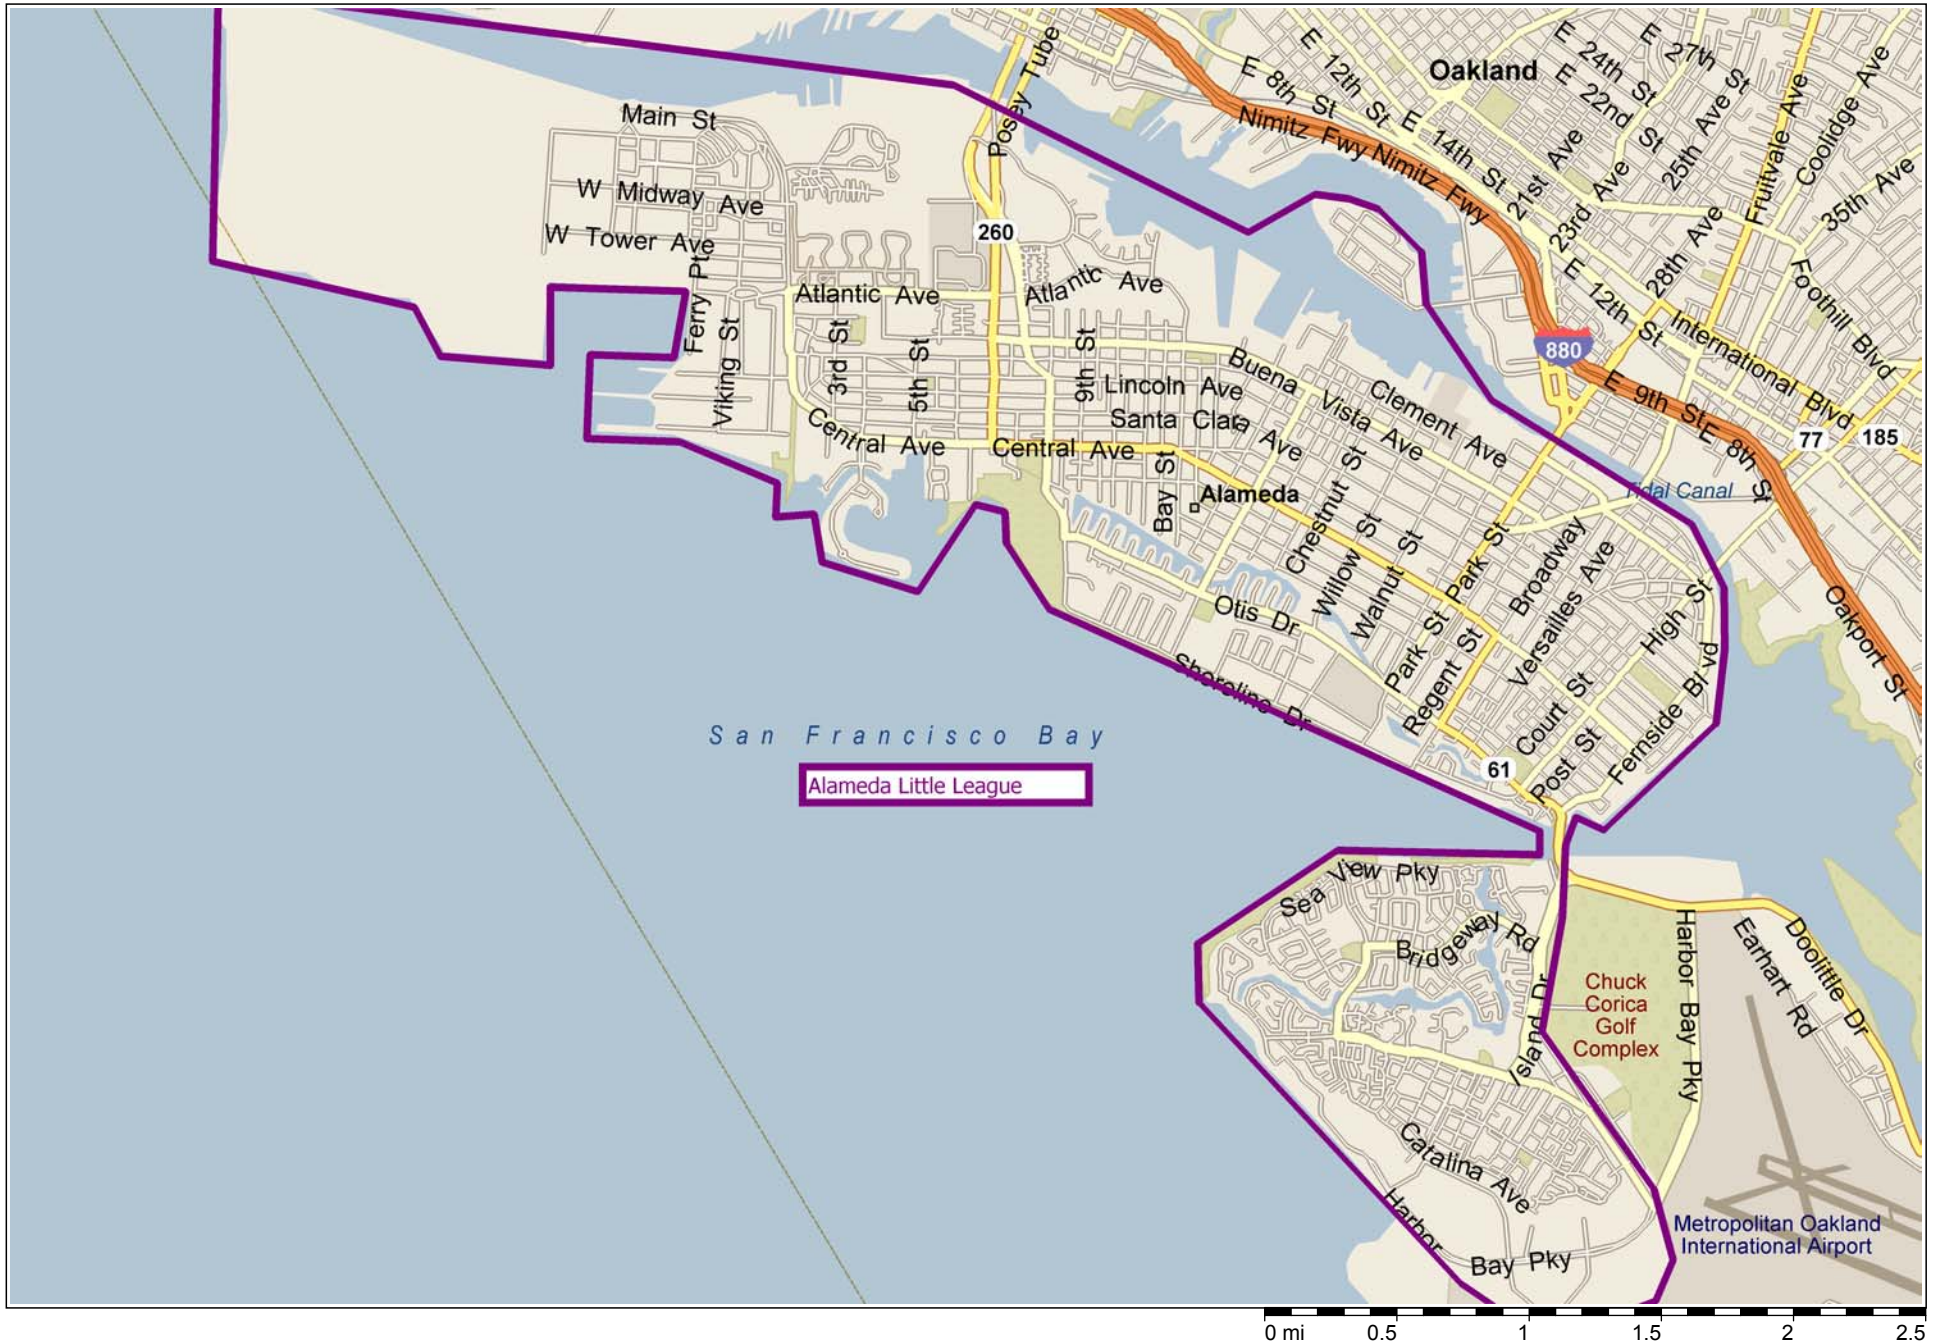 Oakland
E 27th St
E 24th St
E 22nd St
E 12th St
E 8th St
E 14th St
Nimitz Fwy
Nimitz Fwy
21st Ave
23rd Ave
25th Ave
28th Ave
Fruitvale Ave
Coolidge Ave
35th Ave
Foothill Blvd
E 12th St
International Blvd
880
E 9th St
E 8th St
77
185
Tidal Canal
Oakport St
Posey Tube
Main St
W Midway Ave
W Tower Ave
Ferry Pte
Viking St
260
Atlantic Ave
Atlantic Ave
3rd St
5th St
9th St
Lincoln Ave
Santa Clara Ave
Buena Vista Ave
Clement Ave
Central Ave
Central Ave
Bay St
Alameda
Chestnut St
Willow St
Walnut St
Park St
Park St
Regent St
Broadway
Versailles Ave
High St
Court St
Post St
Fernside Blvd
Otis Dr
Shoreline Dr
61
San Francisco Bay
Alameda Little League
Sea View Pky
Bridgeway Rd
Island Dr
Chuck
Corica
Golf
Complex
Harbor Bay Pky
Earhart Rd
Doolittle Dr
Catalina Ave
Harbor Bay Pky
Metropolitan Oakland
International Airport
0 mi 0.5 1 1.5 2 2.5